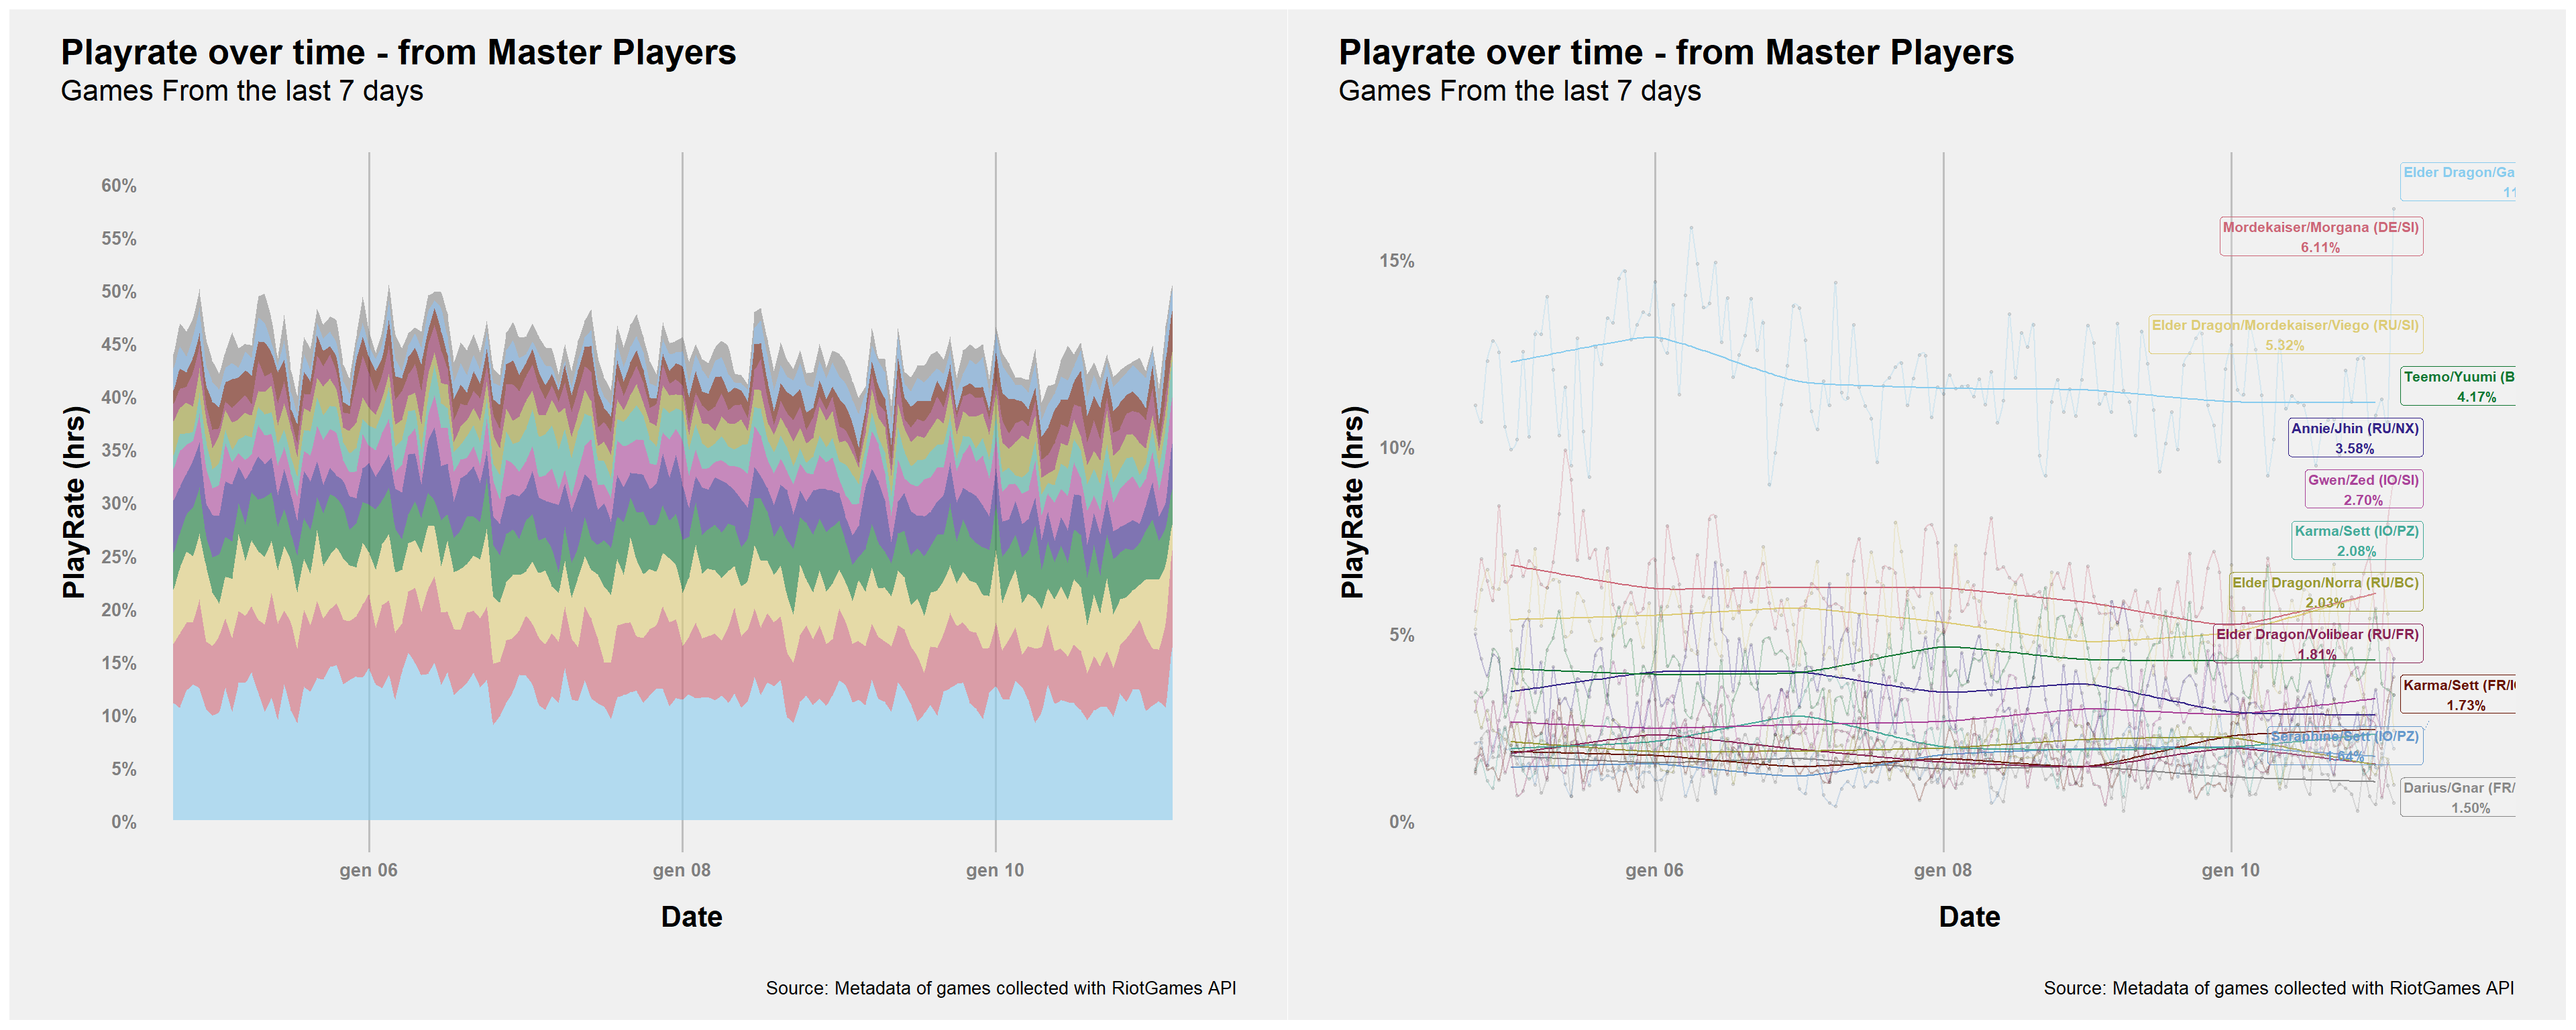 Playrate over time - from Master Players
Games From the last 7 days
60%
55%
50%
45%
40%
35%
30%
25%
20%
15%
10%
5%
0%
PlayRate (hrs)
gen 06
gen 08
gen 10
Date
Source: Metadata of games collected with RiotGames API
Playrate over time - from Master Players
Games From the last 7 days
15%
10%
5%
0%
PlayRate (hrs)
Elder Dragon/Ga
11
Mordekaiser/Morgana (DE/SI)
6.11%
Elder Dragon/Mordekaiser/Viego (RU/SI)
5.32%
Teemo/Yuumi (B
4.17%
Annie/Jhin (RU/NX)
3.58%
Gwen/Zed (IO/SI)
2.70%
Karma/Sett (IO/PZ)
2.08%
Elder Dragon/Norra (RU/BC)
2.03%
Elder Dragon/Volibear (RU/FR)
1.81%
Karma/Sett (FR/I
1.73%
Seraphine/Sett (IO/PZ)
1.64%
Darius/Gnar (FR/
1.50%
gen 06
gen 08
gen 10
Date
Source: Metadata of games collected with RiotGames API